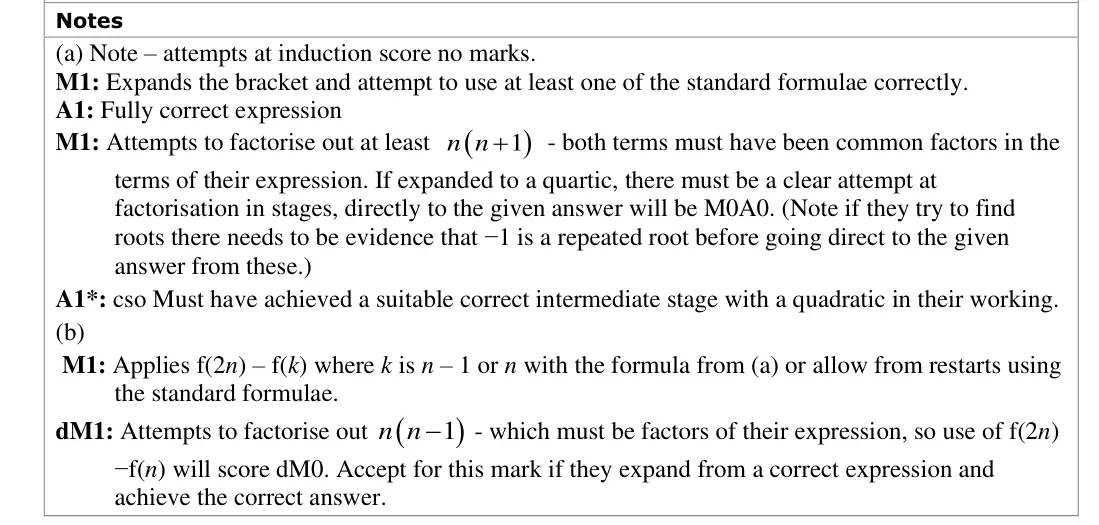 Notes
(a) Note – attempts at induction score no marks.
M1: Expands the bracket and attempt to use at least one of the standard formulae correctly.
A1: Fully correct expression
M1: Attempts to factorise out at least n(n+1) - both terms must have been common factors in the
terms of their expression. If expanded to a quartic, there must be a clear attempt at
factorisation in stages, directly to the given answer will be M0A0. (Note if they try to find
roots there needs to be evidence that −1 is a repeated root before going direct to the given
answer from these.)
A1*: cso Must have achieved a suitable correct intermediate stage with a quadratic in their working.
(b)
M1: Applies f(2n) – f(k) where k is n – 1 or n with the formula from (a) or allow from restarts using
the standard formulae.
dM1: Attempts to factorise out n(n−1) - which must be factors of their expression, so use of f(2n)
−f(n) will score dM0. Accept for this mark if they expand from a correct expression and
achieve the correct answer.